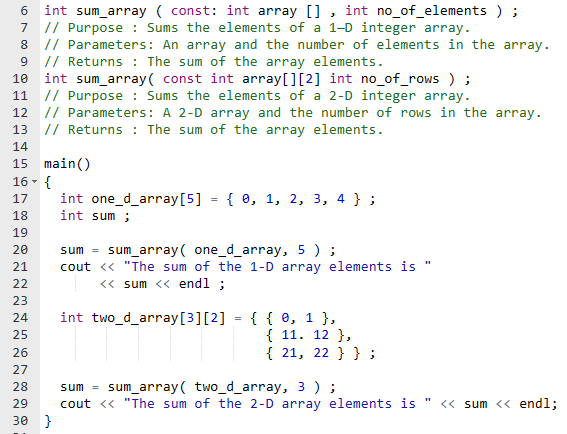 6 int sum_array ( const: int array [] , int no_of_elements ) ;
7 // Purpose : Sums the elements of a 1—D integer array.
8 // Parameters: An array and the number of elements in the array.
9 // Returns : The sum of the array elements.
10 int sum_array( const int array[][2] int no_of_rows ) ;
11 // Purpose : Sums the elements of a 2-D integer array.
12 // Parameters: A 2-D array and the number of rows in the array.
13 // Returns : The sum of the array elements.
14
15 main()
16 {
17 int one_d_array[5] = { 0, 1, 2, 3, 4 } ;
18 int sum ;
19
20 sum = sum_array( one_d_array, 5 ) ;
21 cout << "The sum of the 1-D array elements is "
22 << sum << endl ;
23
24 int two_d_array[3][2] = { { 0, 1 },
25 { 11. 12 },
26 { 21, 22 } } ;
27
28 sum = sum_array( two_d_array, 3 ) ;
29 cout << "The sum of the 2-D array elements is " << sum << endl;
30 }